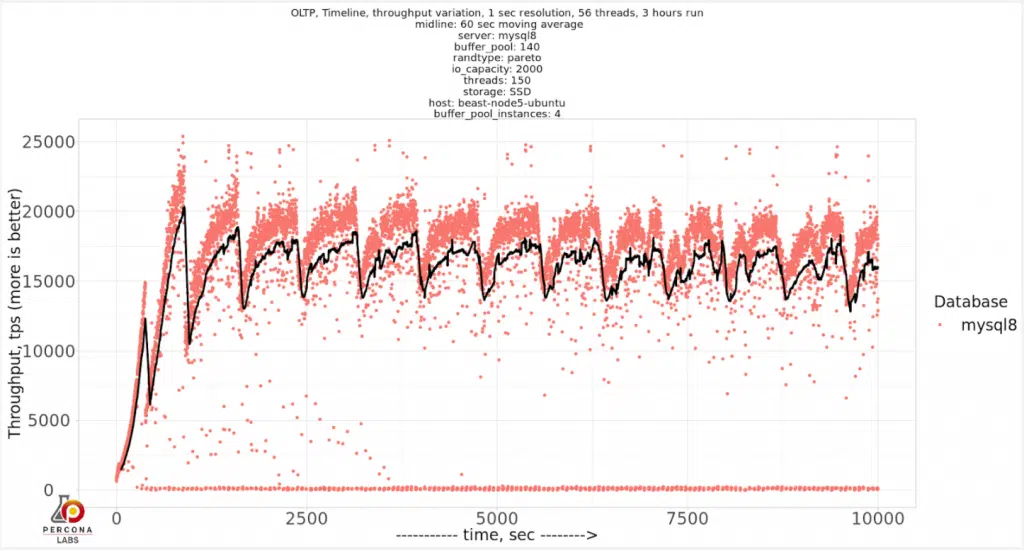 OLTP, Timeline, throughput variation, 1 sec resolution, 56 threads, 3 hours run
midline: 60 sec moving average
server: mysql8
buffer_pool: 140
randtype: pareto
io_capacity: 2000
threads: 150
storage: SSD
host: beast-node5-ubuntu
buffer_pool_instances: 4
Throughput, tps (more is better)
25000
20000
15000
10000
5000
0
Database
mysql8
0 2500 5000 7500 10000
----------- time, sec -------->
PERCONA
LABS